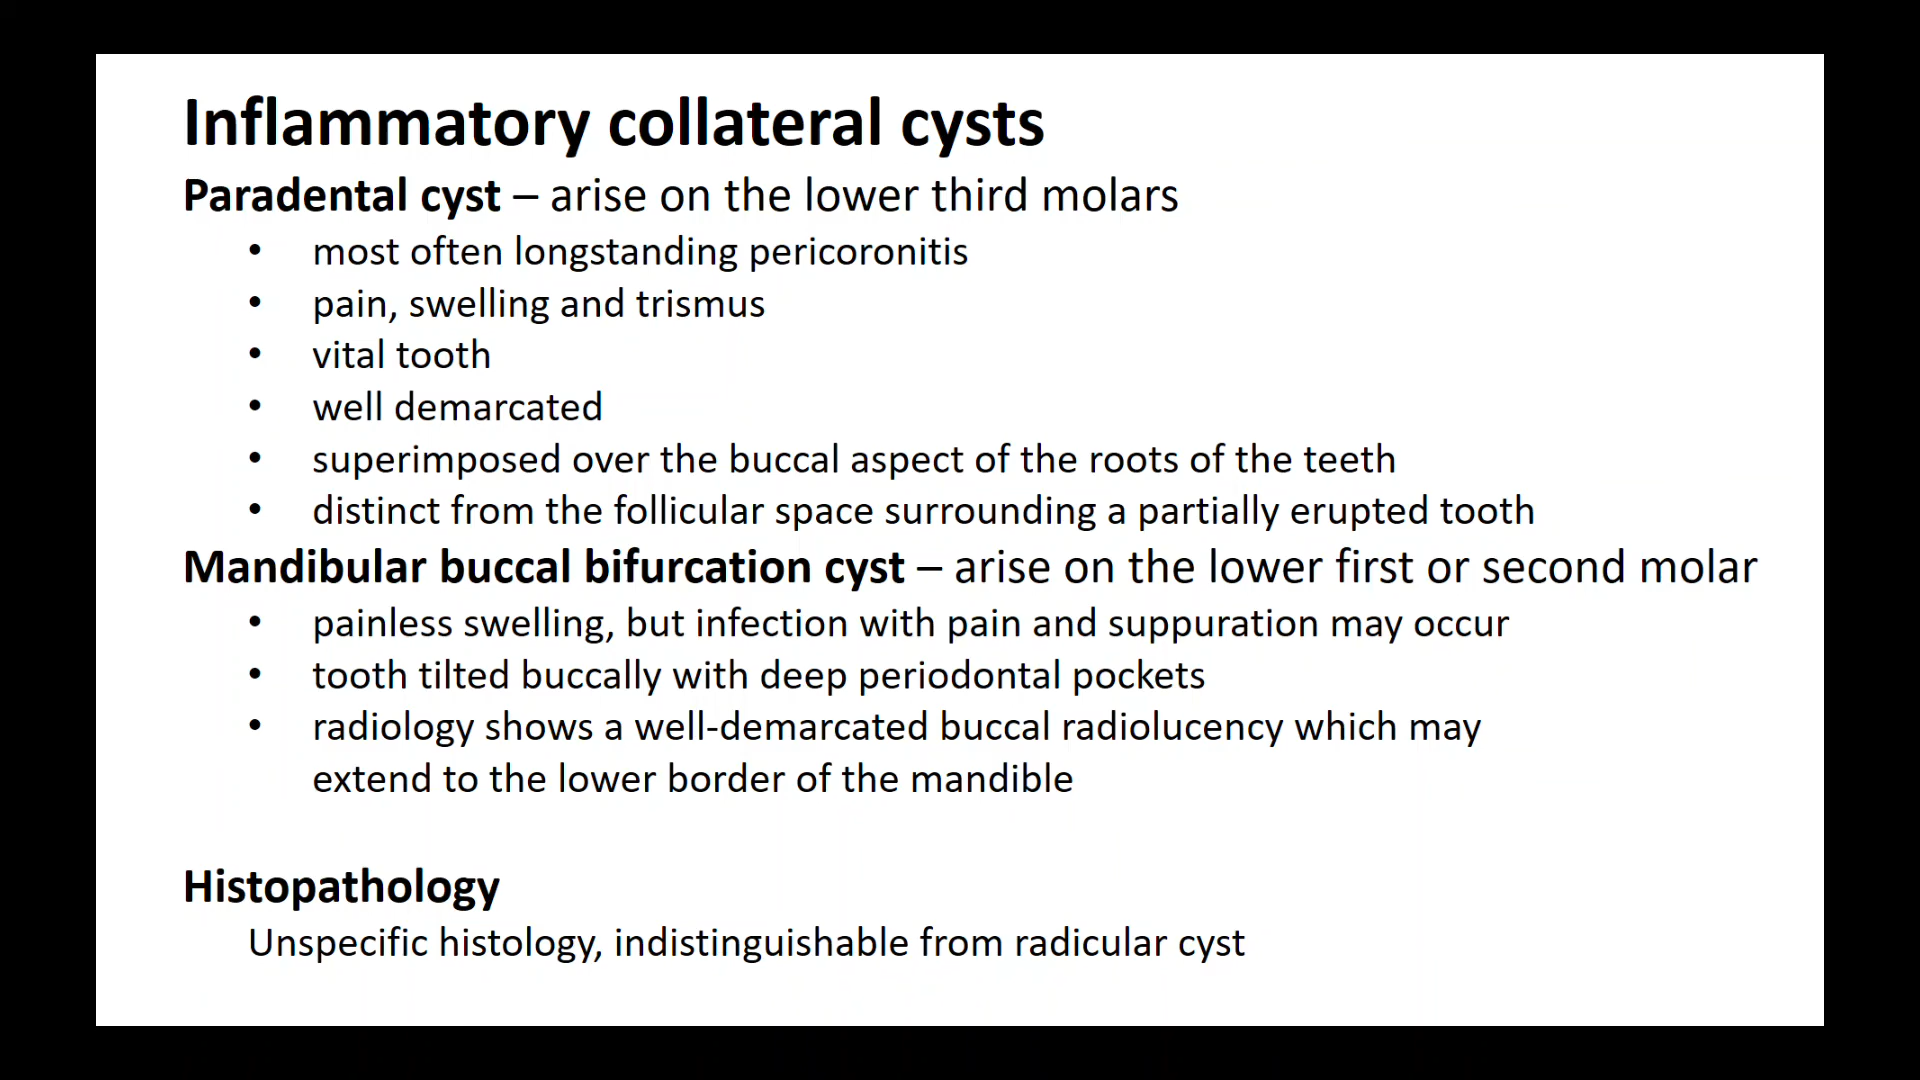 Inflammatory collateral cysts
Paradental cyst – arise on the lower third molars
• most often longstanding pericoronitis
• pain, swelling and trismus
• vital tooth
• well demarcated
• superimposed over the buccal aspect of the roots of the teeth
• distinct from the follicular space surrounding a partially erupted tooth
Mandibular buccal bifurcation cyst – arise on the lower first or second molar
• painless swelling, but infection with pain and suppuration may occur
• tooth tilted buccally with deep periodontal pockets
• radiology shows a well-demarcated buccal radiolucency which may
extend to the lower border of the mandible
Histopathology
Unspecific histology, indistinguishable from radicular cyst